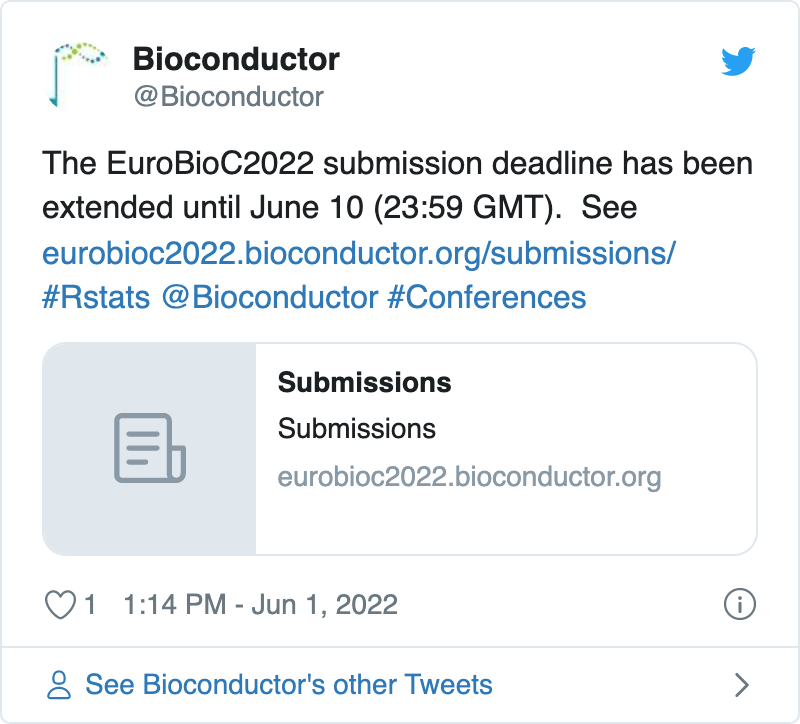 Bioconductor
@Bioconductor
The EuroBioC2022 submission deadline has been
extended until June 10 (23:59 GMT).  See
eurobioc2022.bioconductor.org/submissions/
#Rstats @Bioconductor #Conferences
Submissions
Submissions
eurobioc2022.bioconductor.org
1 1:14 PM - Jun 1, 2022
See Bioconductor's other Tweets